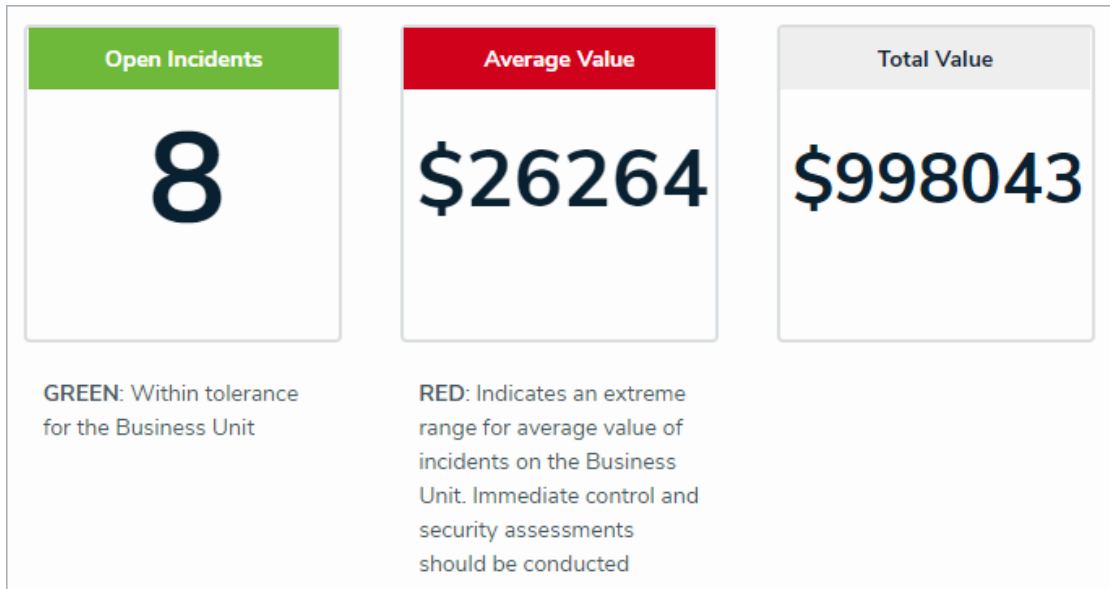 Open Incidents
8
Average Value
$26264
Total Value
$998043
GREEN: Within tolerance
for the Business Unit
RED: Indicates an extreme
range for average value of
incidents on the Business
Unit. Immediate control and
security assessments
should be conducted